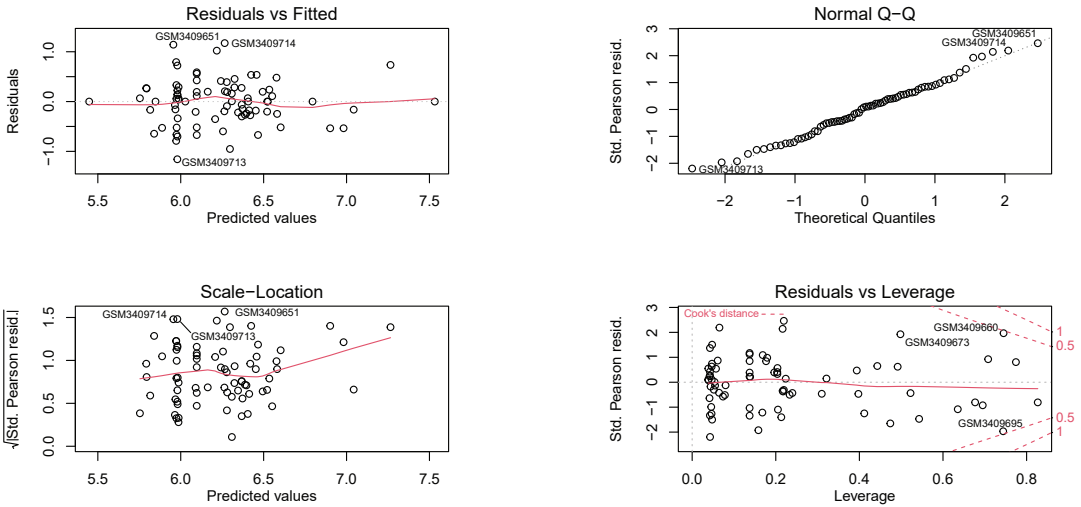 Residuals vs Fitted
Residuals
1.0
0.0
−1.0
GSM3409651
GSM3409714
GSM3409713
5.5 6.0 6.5 7.0 7.5
Predicted values
Normal Q−Q
Std. Pearson resid.
3
2
1
0
−1
−2
GSM3409651
GSM3409714
GSM3409713
−2 −1 0 1 2
Theoretical Quantiles
Scale−Location
√|Std. Pearson resid.|
1.5
1.0
0.5
0.0
GSM3409714
GSM3409651
GSM3409713
5.5 6.0 6.5 7.0 7.5
Predicted values
Residuals vs Leverage
Std. Pearson resid.
3
2
1
0
−1
−2
Cook's distance
GSM3409660
GSM3409673
GSM3409695
1
0.5
0.5
1
0.0 0.2 0.4 0.6 0.8
Leverage